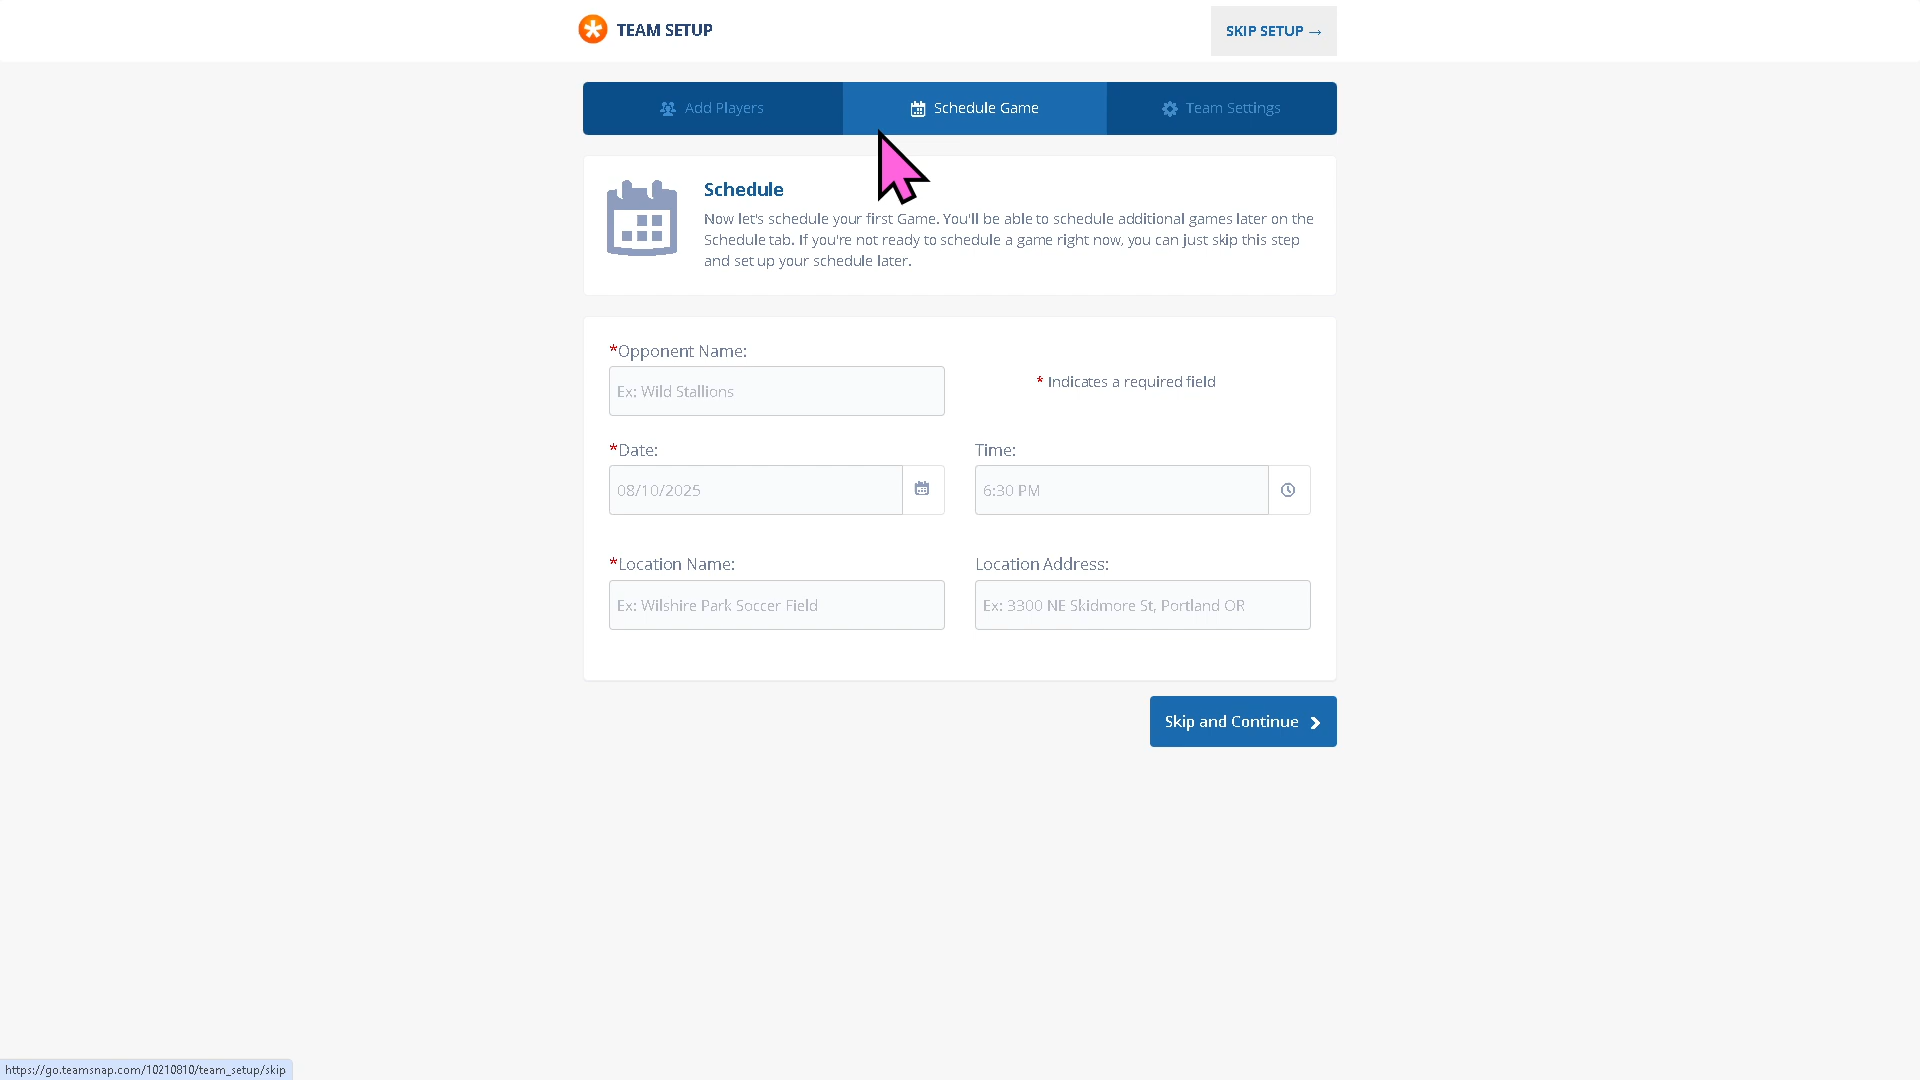 TEAM SETUP
SKIP SETUP →
Add Players
Schedule Game
Team Settings
Schedule
Now let's schedule your first Game. You'll be able to schedule additional games later on the
Schedule tab. If you're not ready to schedule a game right now, you can just skip this step
and set up your schedule later.
*Opponent Name:
Ex: Wild Stallions
* Indicates a required field
*Date:
Time:
08/10/2025
6:30 PM
*Location Name:
Location Address:
Ex: Wilshire Park Soccer Field
Ex: 3300 NE Skidmore St, Portland OR
Skip and Continue
https://go.teamsnap.com/10210810/team_setup/skip